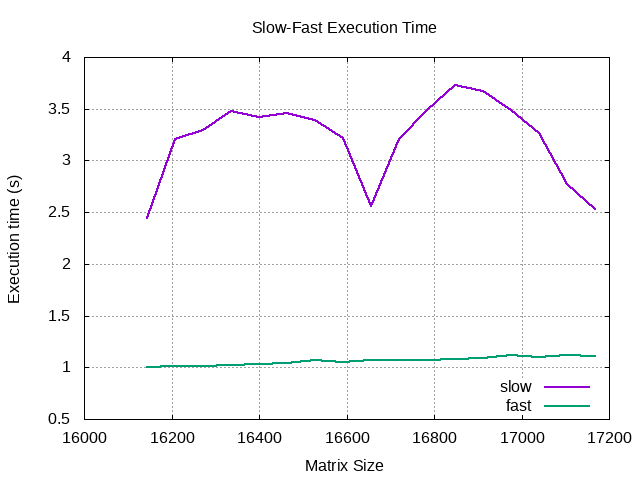 Slow-Fast Execution Time
4
3.5
3
2.5
2
1.5
1
0.5
Execution time (s)
slow
fast
16000 16200 16400 16600 16800 17000 17200
Matrix Size